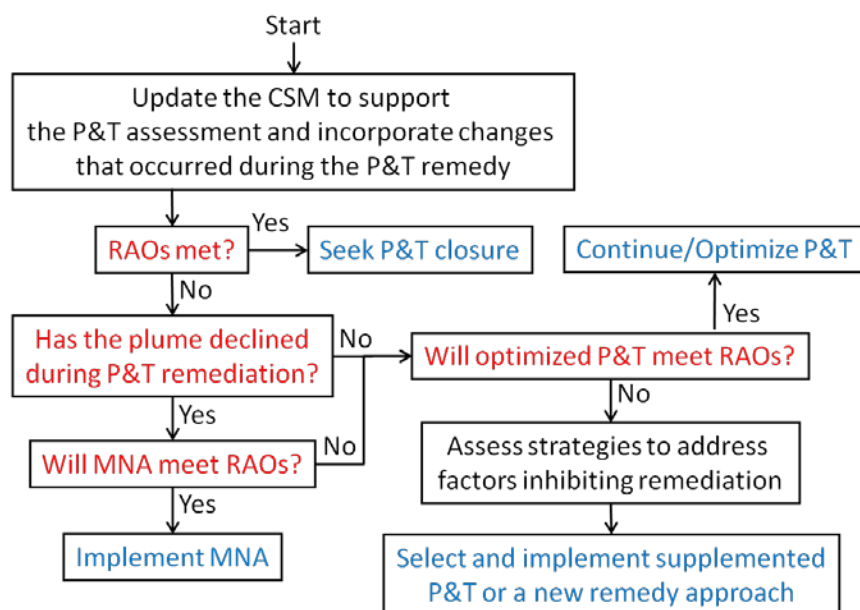 Start
Update the CSM to support
the P&T assessment and incorporate changes
that occurred during the P&T remedy
Yes
RAOs met?
Seek P&T closure
Continue/Optimize P&T
No
Yes
Has the plume declined
during P&T remediation?
No
Will optimized P&T meet RAOs?
Yes
No
No
Will MNA meet RAOs?
Assess strategies to address
factors inhibiting remediation
Yes
Implement MNA
Select and implement supplemented
P&T or a new remedy approach